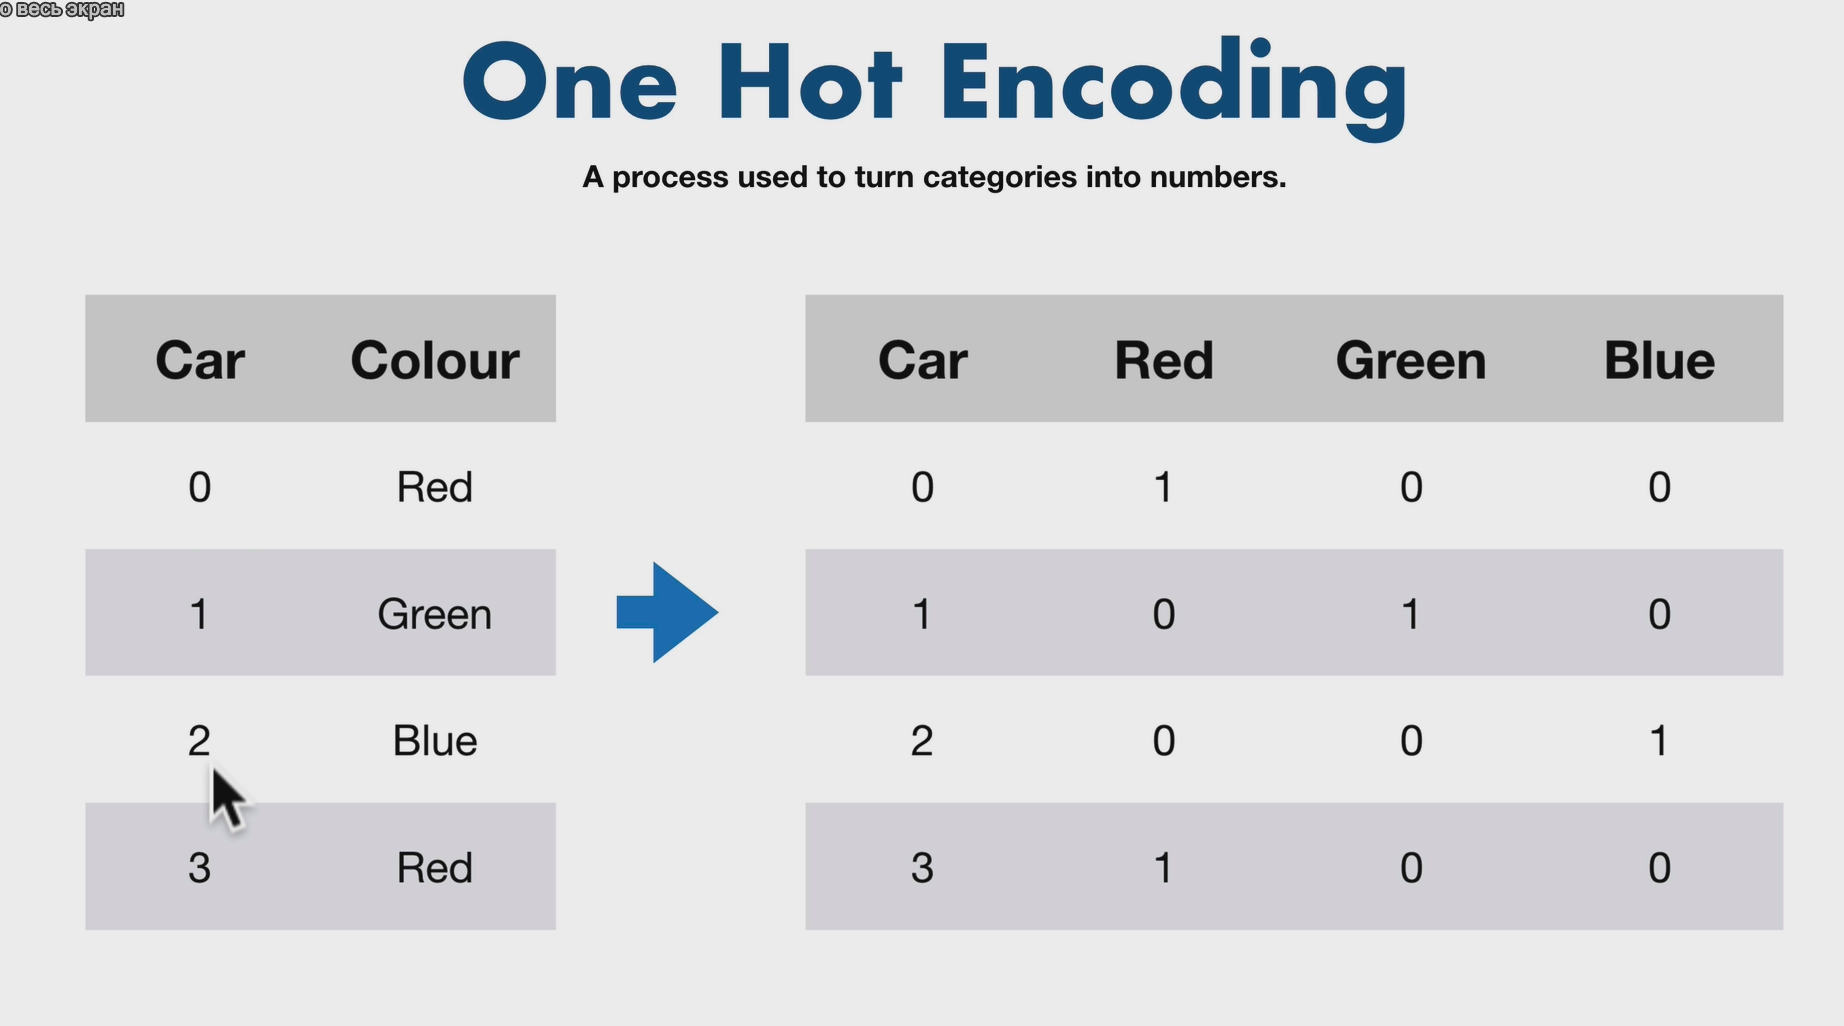 о весь экран
One Hot Encoding
A process used to turn categories into numbers.
Car Colour
0 Red
1 Green
2 Blue
3 Red
Car Red Green Blue
0 1 0 0
1 0 1 0
2 0 0 1
3 1 0 0